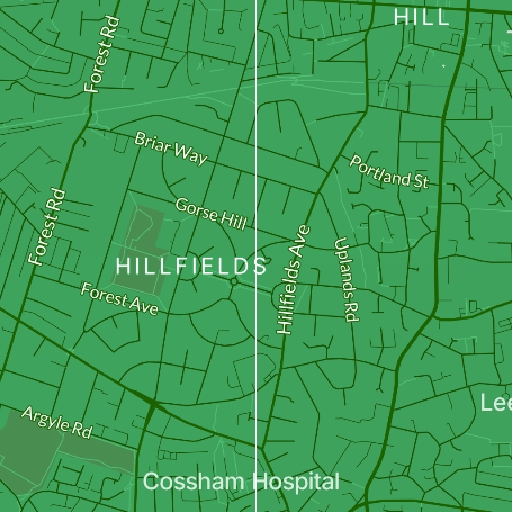 HILL
Forest Rd
Briar Way
Portland St
Gorse Hill
Forest Rd
Hillfields Ave
Uplands Rd
HILLFIELDS
Forest Ave
Lee
Argyle Rd
Cossham Hospital